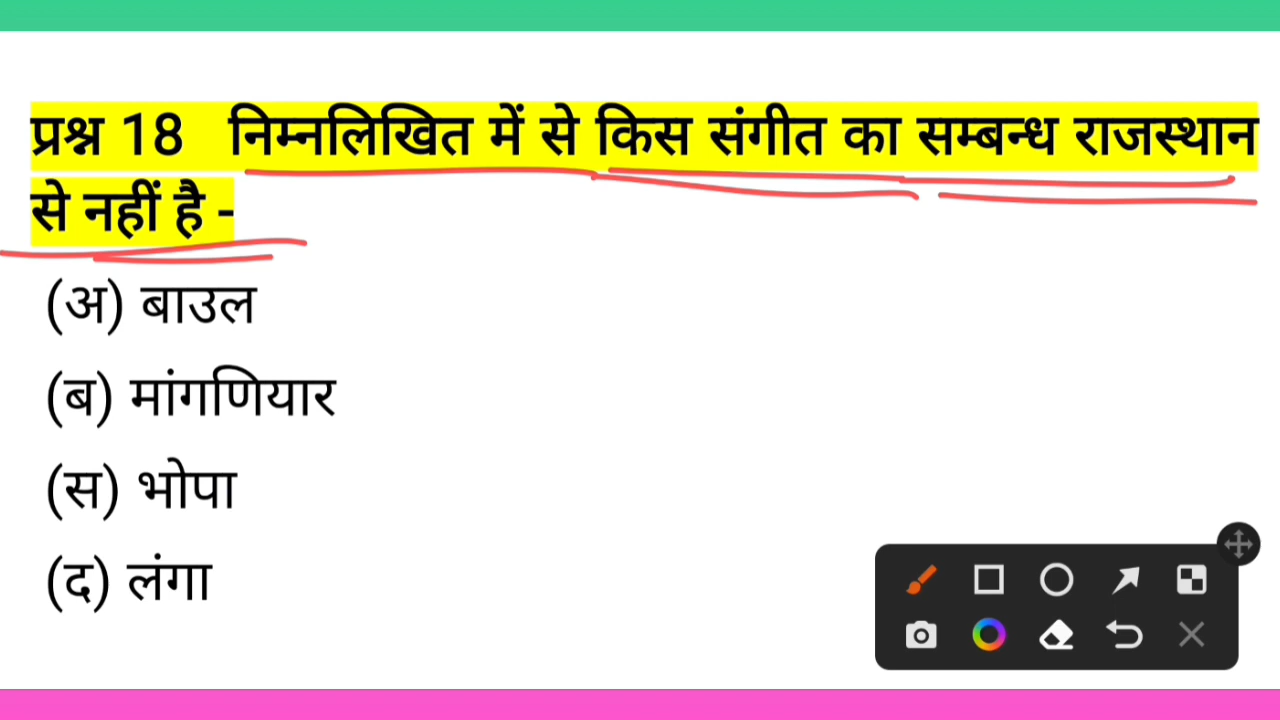 प्रश्न 18 निम्नलिखित में से किस संगीत का सम्बन्ध राजस्थान
से नहीं है -
(अ) बाउल
(ब) मांगणियार
(स) भोपा
(द) लंगा